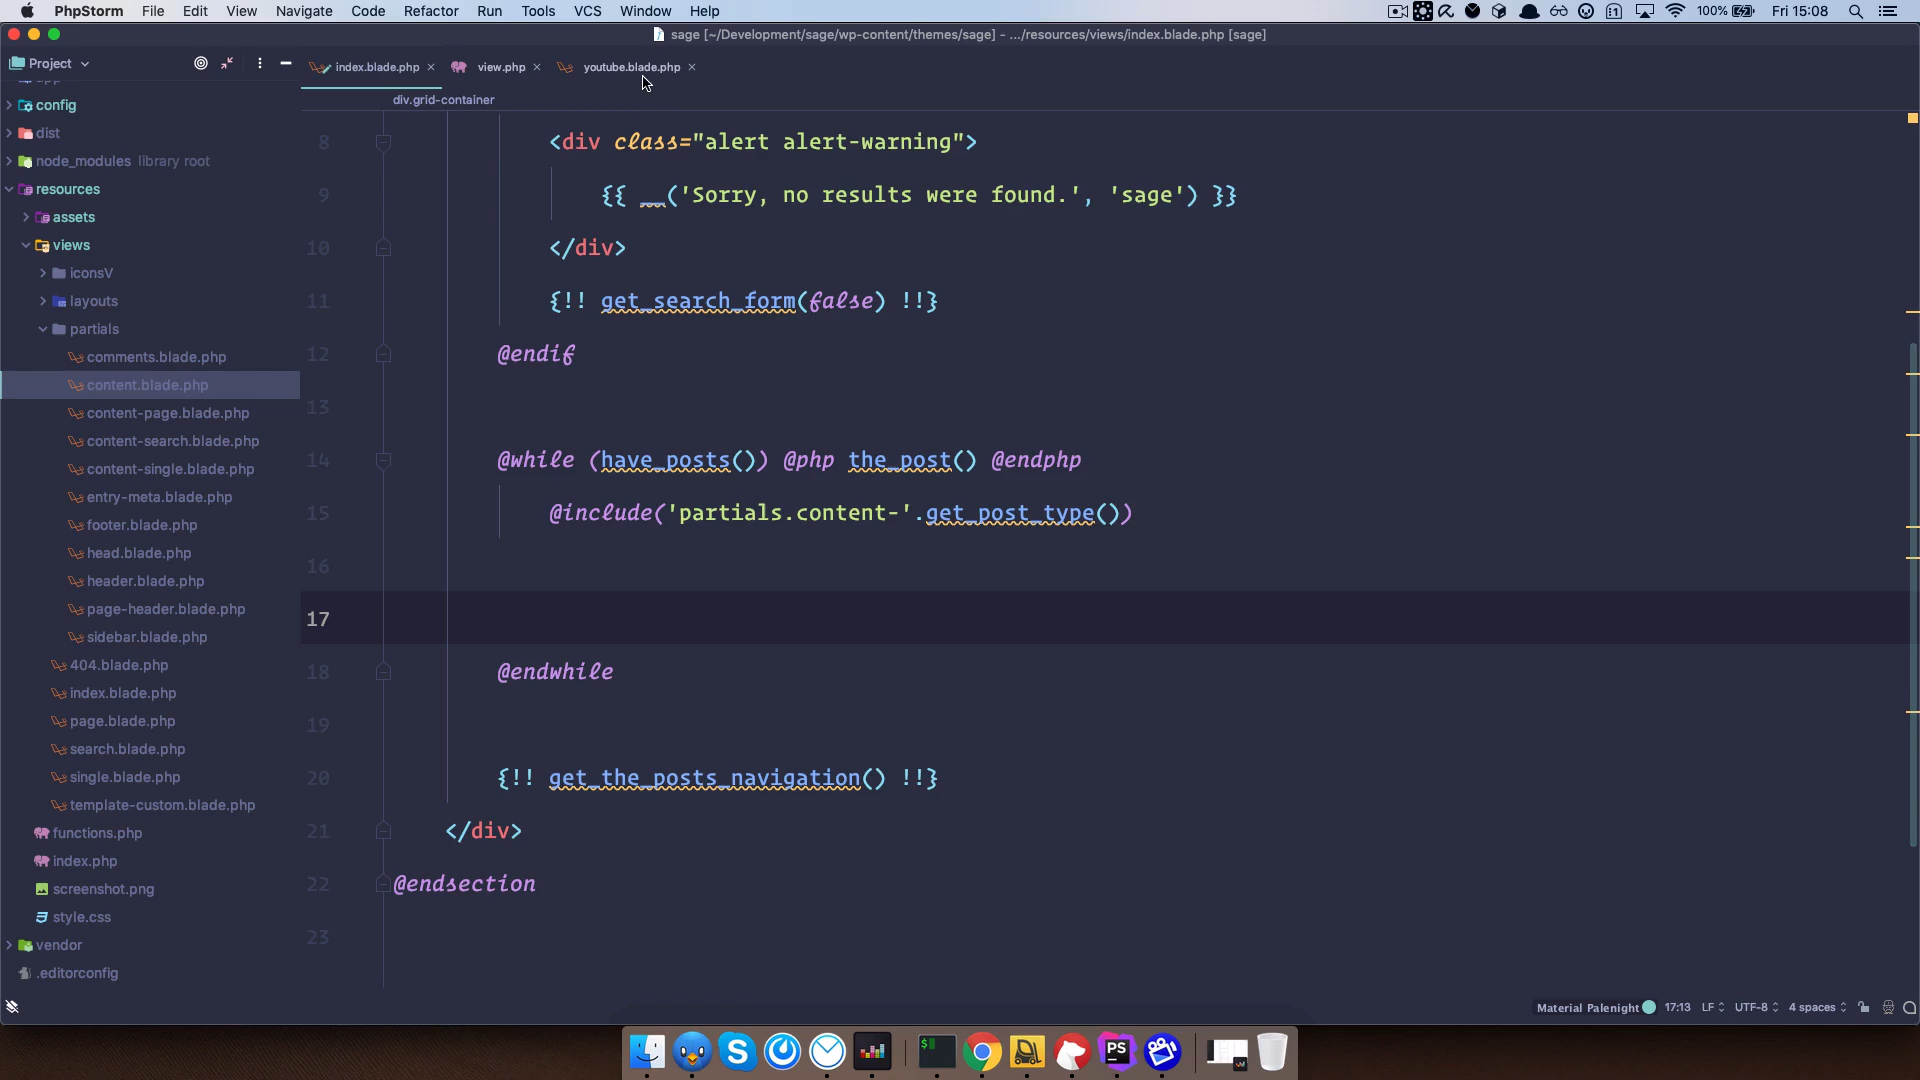 PhpStorm File Edit View Navigate Code Refactor Run Tools VCS Window Help 100% Fri 15:08
sage [~/Development/sage/wp-content/themes/sage] - .../resources/views/index.blade.php [sage]
Project index.blade.php view.php youtube.blade.php
div.grid-container
config
dist
node_modules library root
resources
assets
views
iconsV
layouts
partials
comments.blade.php
content.blade.php
content-page.blade.php
content-search.blade.php
content-single.blade.php
entry-meta.blade.php
footer.blade.php
head.blade.php
header.blade.php
page-header.blade.php
sidebar.blade.php
404.blade.php
index.blade.php
page.blade.php
search.blade.php
single.blade.php
template-custom.blade.php
functions.php
index.php
screenshot.png
style.css
vendor
.editorconfig
8 <div class="alert alert-warning">
9 {{ __('Sorry, no results were found.', 'sage') }}
10 </div>
11 {!! get_search_form(false) !!}
12 @endif
13
14 @while (have_posts()) @php the_post() @endphp
15 @include('partials.content-'.get_post_type())
16
17
18 @endwhile
19
20 {!! get_the_posts_navigation() !!}
21 </div>
22 @endsection
23
Material Palenight 17:13 LF UTF-8 4 spaces